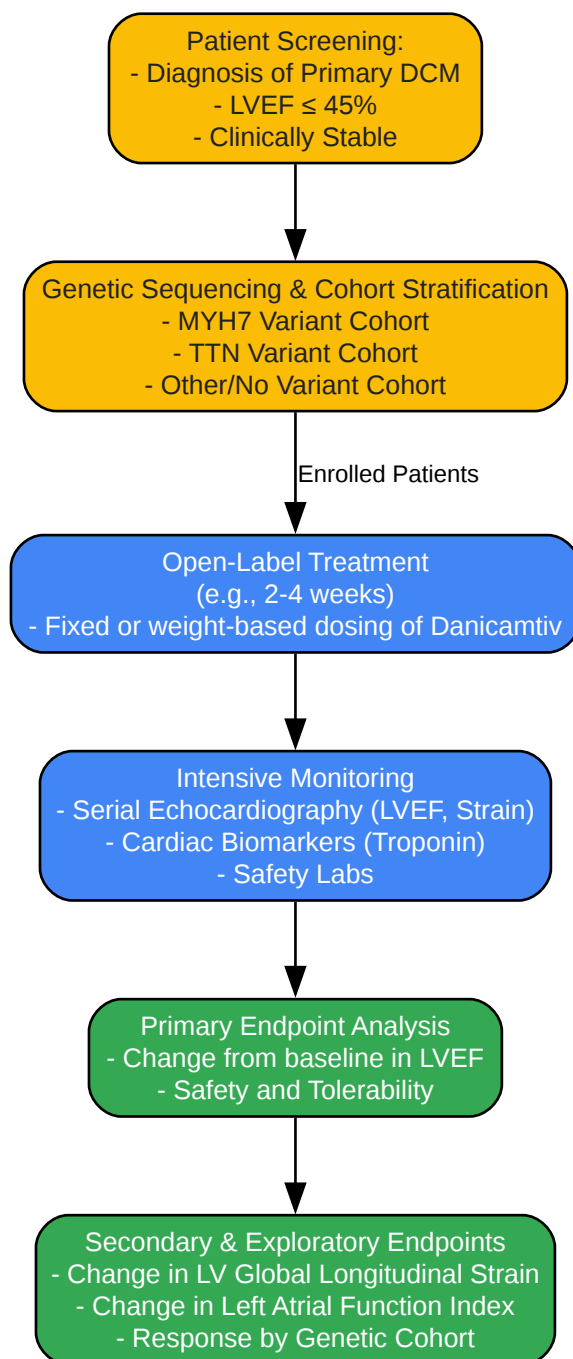 Patient Screening:
- Diagnosis of Primary DCM
- LVEF ≤ 45%
- Clinically Stable
Genetic Sequencing & Cohort Stratification
- MYH7 Variant Cohort
- TTN Variant Cohort
- Other/No Variant Cohort
Enrolled Patients
Open-Label Treatment
(e.g., 2-4 weeks)
- Fixed or weight-based dosing of Danicamtiv
Intensive Monitoring
- Serial Echocardiography (LVEF, Strain)
- Cardiac Biomarkers (Troponin)
- Safety Labs
Primary Endpoint Analysis
- Change from baseline in LVEF
- Safety and Tolerability
Secondary & Exploratory Endpoints
- Change in LV Global Longitudinal Strain
- Change in Left Atrial Function Index
- Response by Genetic Cohort